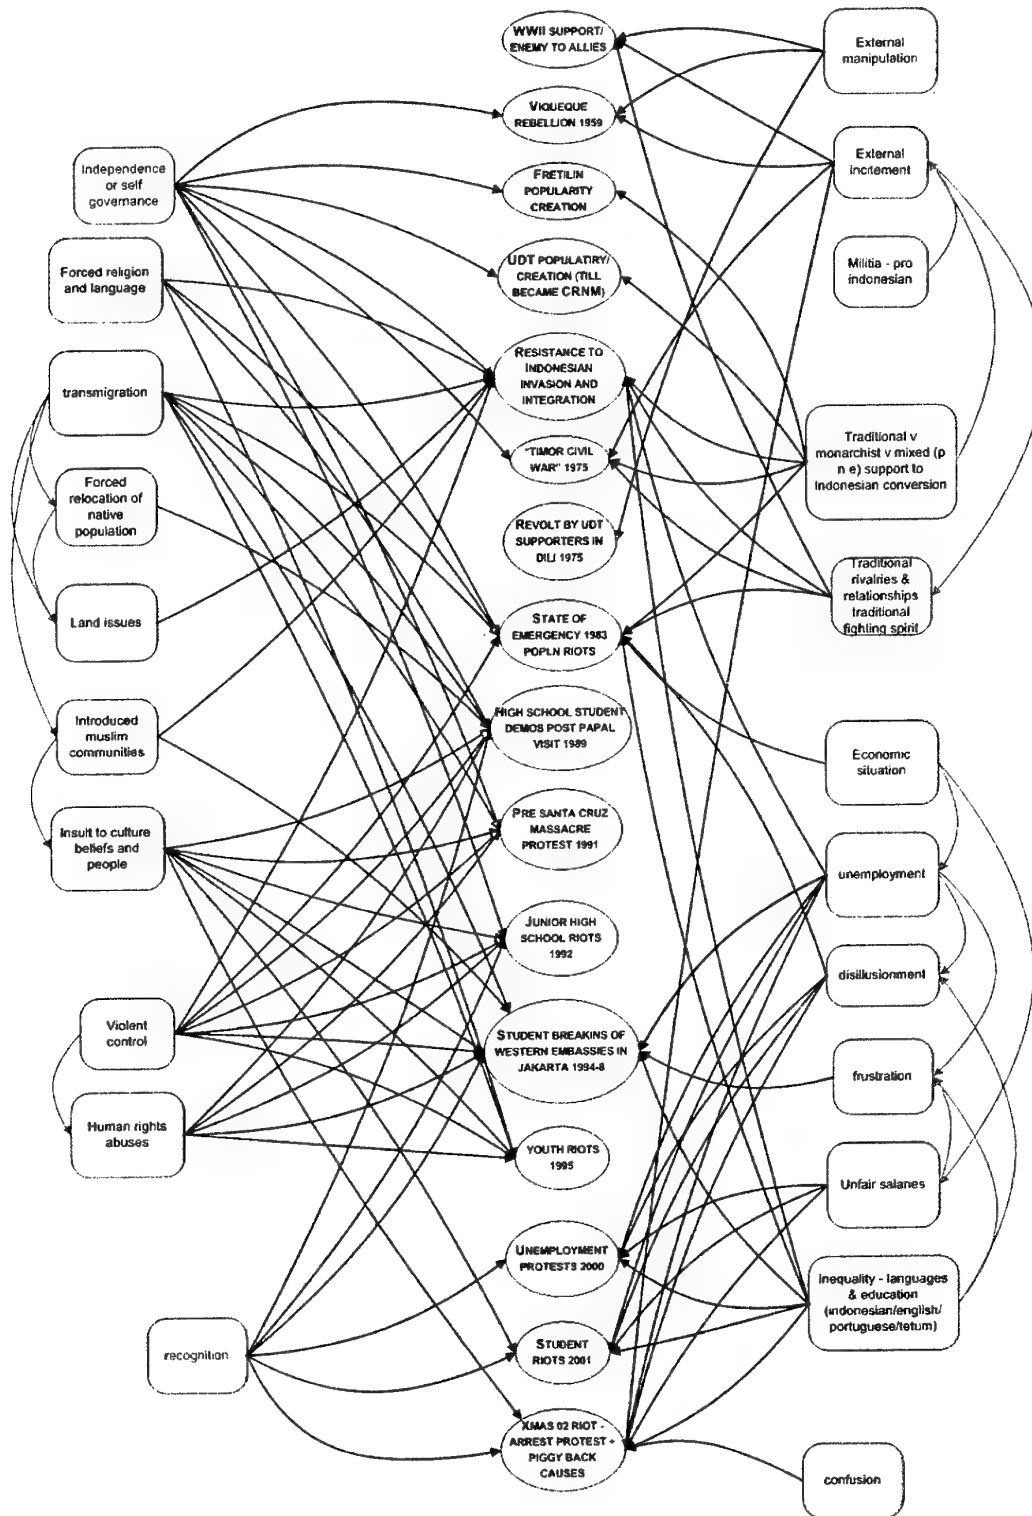 WWII SUPPORT/
ENEMY TO ALLIES
External
manipulation
VIQUEQUE
REBELLION 1959
Independence
or self
governance
External
incitement
FRETILIN
POPULARITY
CREATION
Forced religion
and language
UDT POPULATIRY/
CREATION (TILL
BECAME CRNM)
Militia - pro
indonesian
transmigration
RESISTANCE TO
INDONESIAN
INVASION AND
INTEGRATION
Traditional v
monarchist v mixed (p
n e) support to
Indonesian conversion
"TIMOR CIVIL
WAR" 1975
Forced
relocation of
native
population
REVOLT BY UDT
SUPPORTERS IN
DILI 1975
Land issues
Traditional
rivalries &
relationships
traditional
fighting spirit
STATE OF
EMERGENCY 1983
POPLN RIOTS
Introduced
muslim
communities
HIGH SCHOOL STUDENT
DEMOS POST PAPAL
VISIT 1989
Economic
situation
Insult to culture
beliefs and
people
PRE SANTA CRUZ
MASSACRE
PROTEST 1991
unemployment
JUNIOR HIGH
SCHOOL RIOTS
1992
disillusionment
Violent
control
STUDENT BREAKINS OF
WESTERN EMBASSIES IN
JAKARTA 1994-8
frustration
Human rights
abuses
YOUTH RIOTS
1995
Unfair salaries
UNEMPLOYMENT
PROTESTS 2000
Inequality - languages
& education
(indonesian/english/
portuguese/tetum)
recognition
STUDENT
RIOTS 2001
XMAS 02 RIOT -
ARREST PROTEST +
PIGGY BACK
CAUSES
confusion